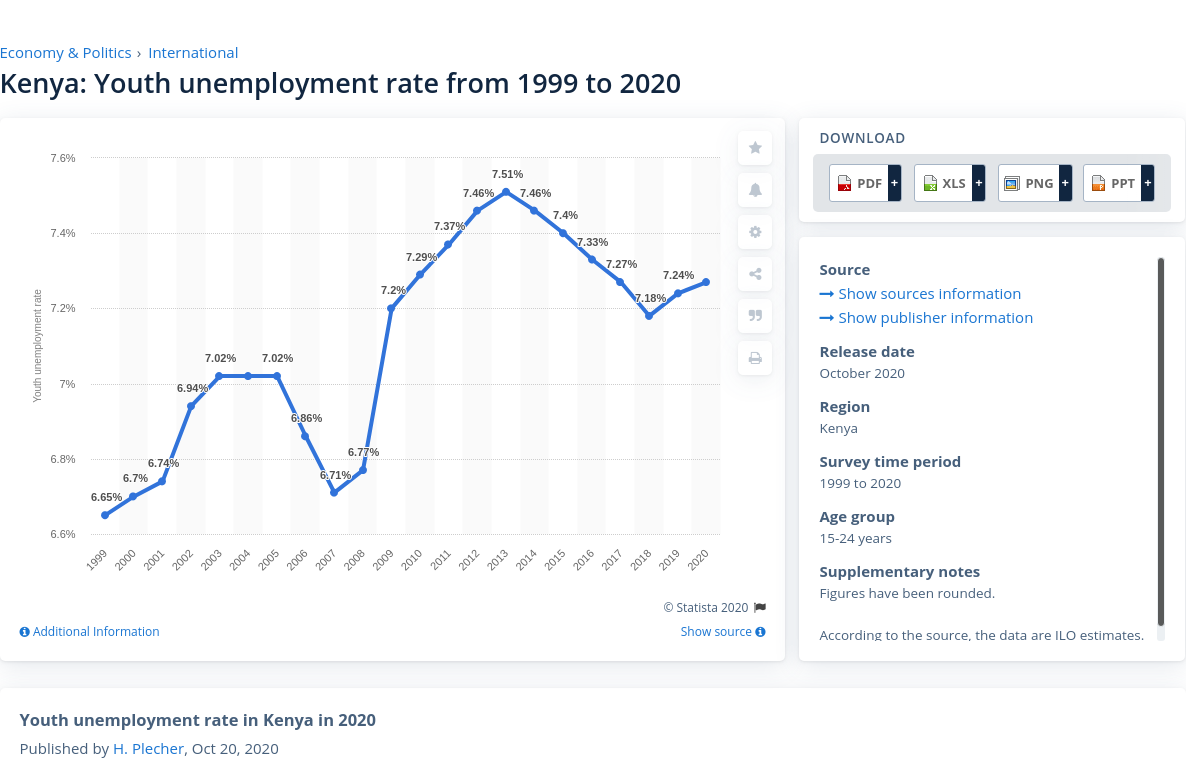 Economy & Politics › International
Kenya: Youth unemployment rate from 1999 to 2020
7.6%
7.4%
7.2%
7%
6.8%
6.6%
Youth unemployment rate
6.65%
6.7%
6.74%
6.94%
7.02%
7.02%
6.86%
6.71%
6.77%
7.2%
7.29%
7.37%
7.46%
7.51%
7.46%
7.4%
7.33%
7.27%
7.18%
7.24%
1999
2000
2001
2002
2003
2004
2005
2006
2007
2008
2009
2010
2011
2012
2013
2014
2015
2016
2017
2018
2019
2020
© Statista 2020
Additional Information
Show source
DOWNLOAD
PDF +
XLS +
PNG +
PPT +
Source
Show sources information
Show publisher information
Release date
October 2020
Region
Kenya
Survey time period
1999 to 2020
Age group
15-24 years
Supplementary notes
Figures have been rounded.
According to the source, the data are ILO estimates.
Youth unemployment rate in Kenya in 2020
Published by H. Plecher, Oct 20, 2020